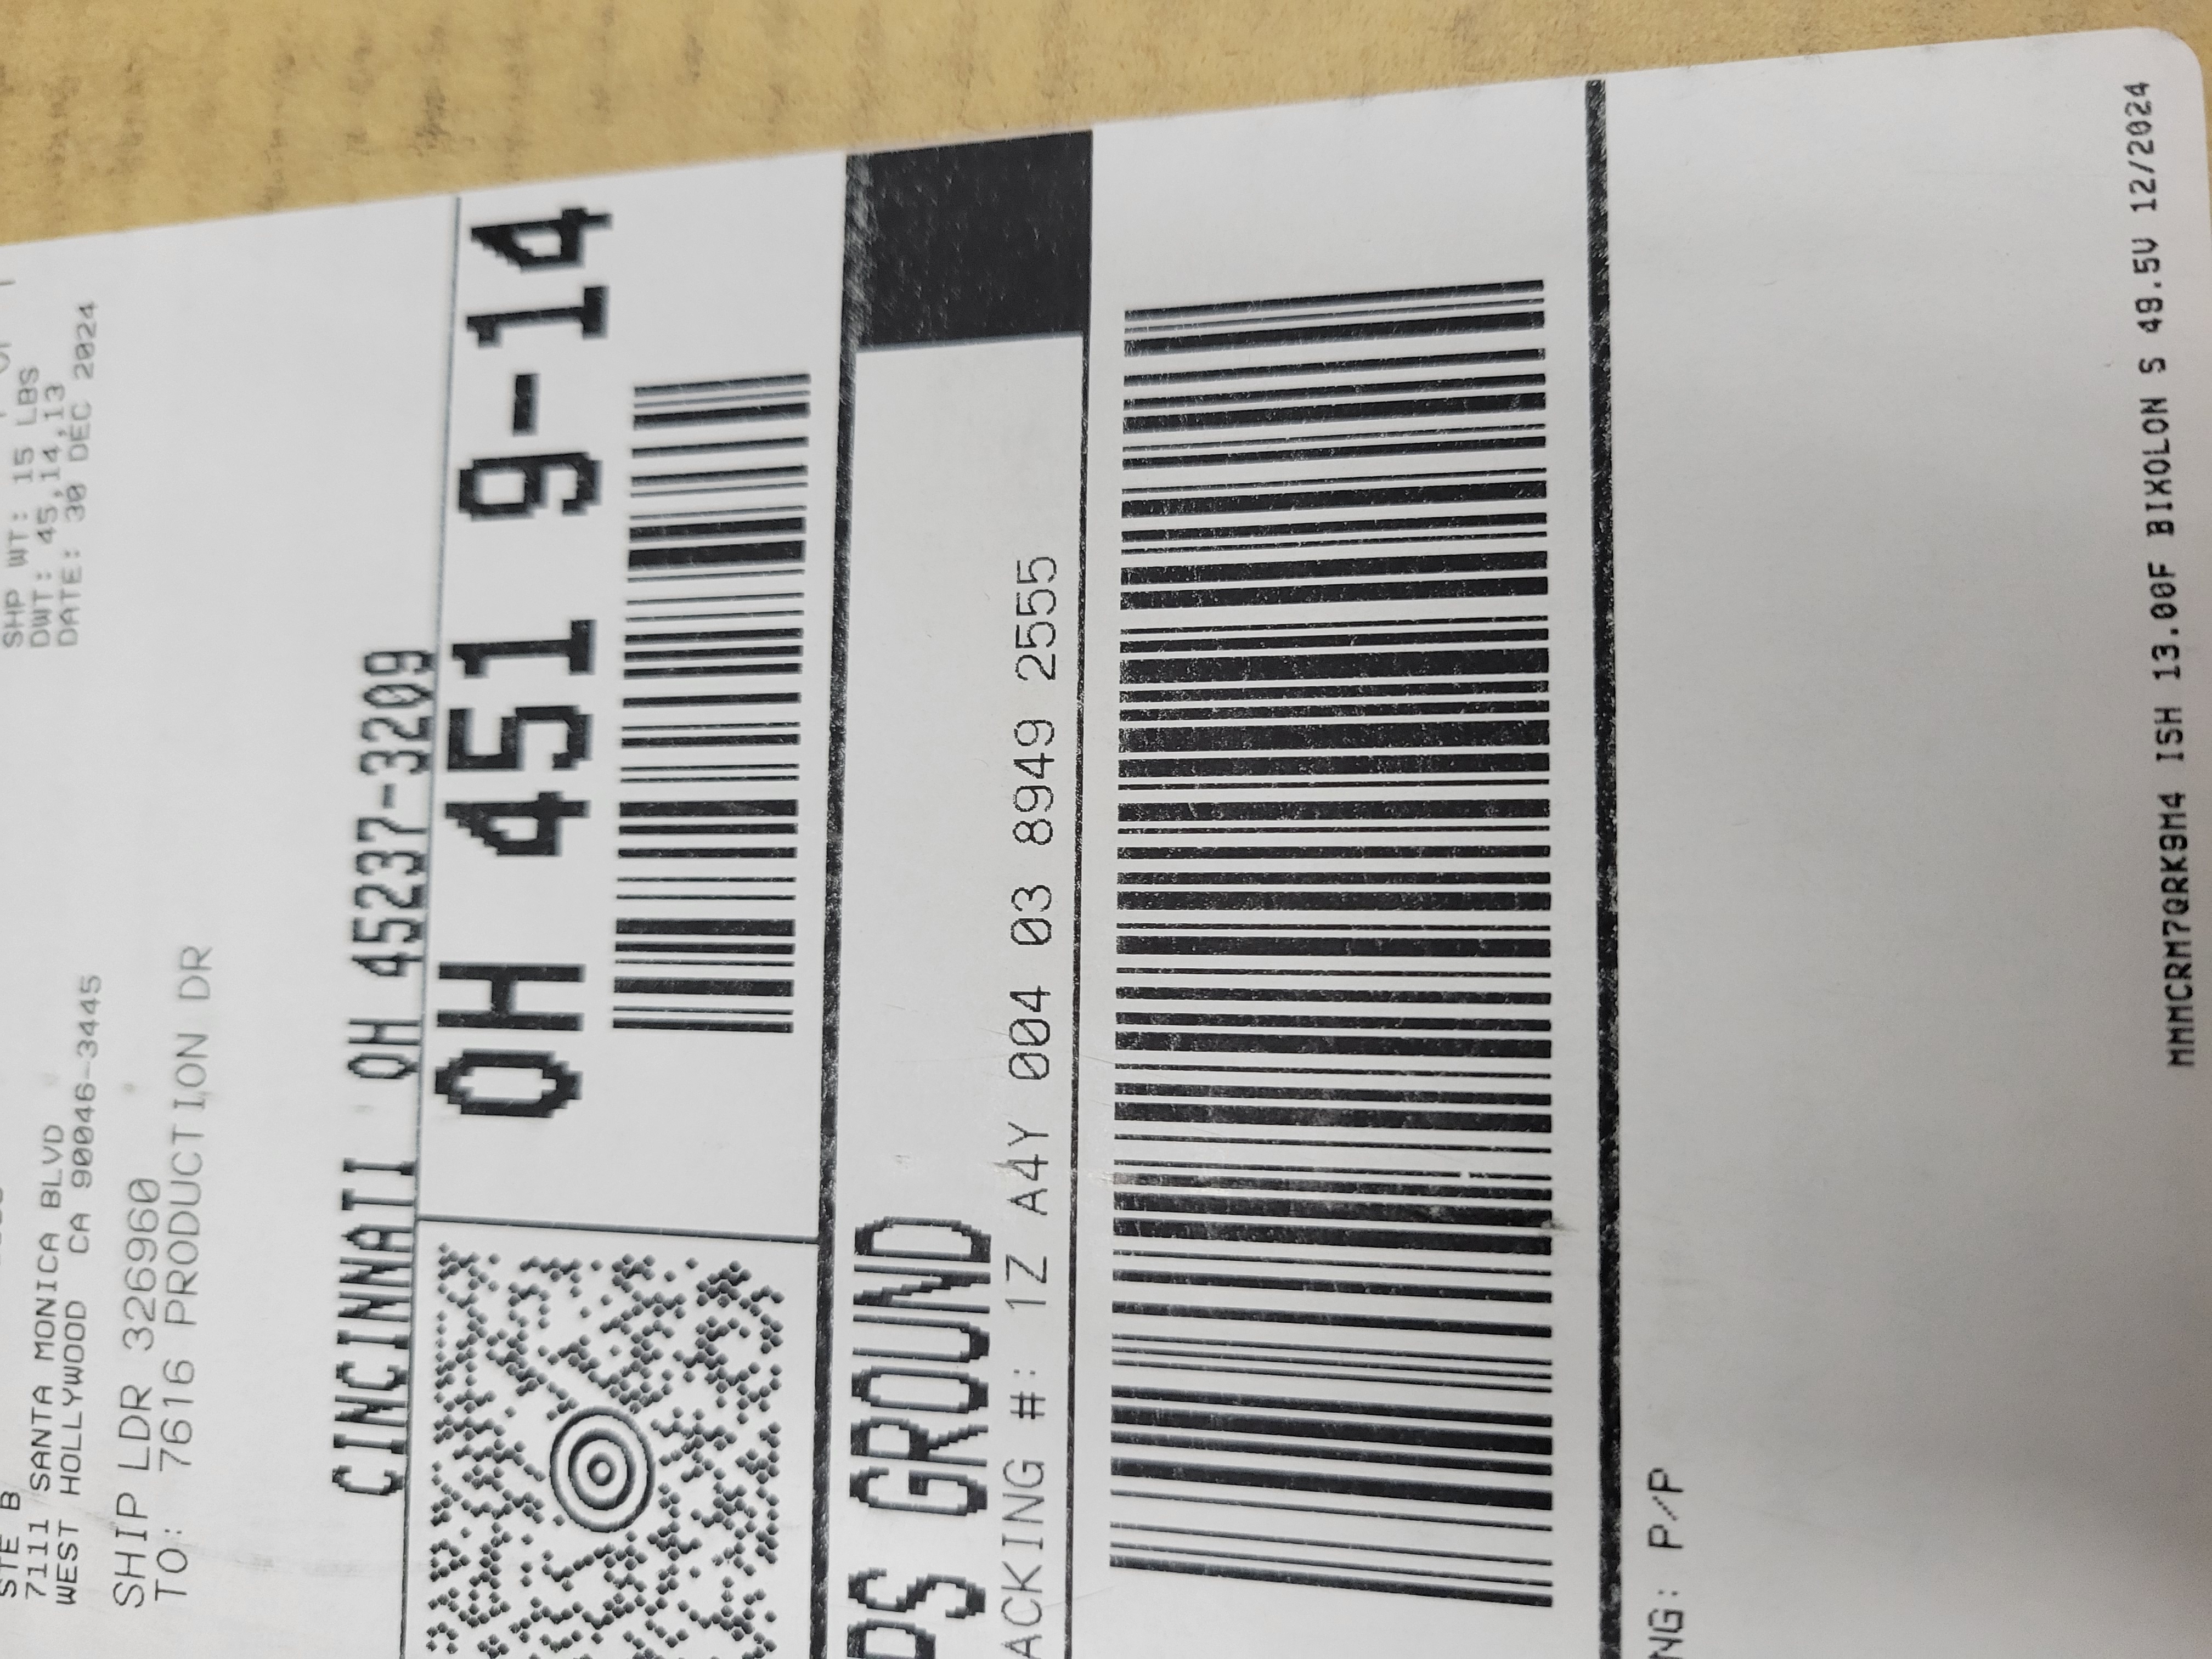 STE B
7111 SANTA MONICA BLVD
WEST HOLLYWOOD CA 90046-3445
SHP WT: 15 LBS
DWT: 45,14,13
DATE: 30 DEC 2024
SHIP LDR 326960
TO: 7616 PRODUCTION DR
CINCINNATI OH 45237-3209
OH 451 9-14
PS GROUND
ACKING #: 1Z A4Y 004 03 8949 2555
NG: P/P
MMMCRM7QRK9M4 ISH 13.00F BIXOLON S 49.5V 12/2024